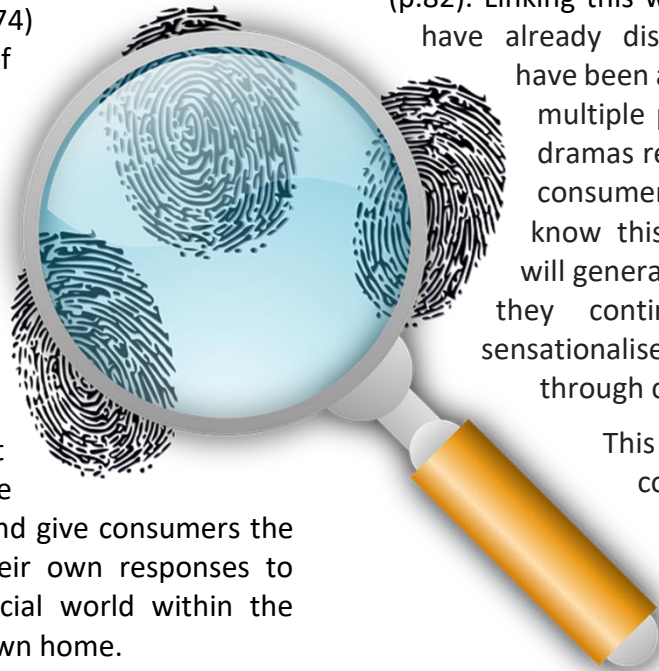 74)
f
t
e
nd give consumers the
eir own responses to
cial world within the
wn home.
(p.82). Linking this w
have already dis
have been a
multiple p
dramas re
consumer
know this
will genera
they contin
sensationalise
through
This
co